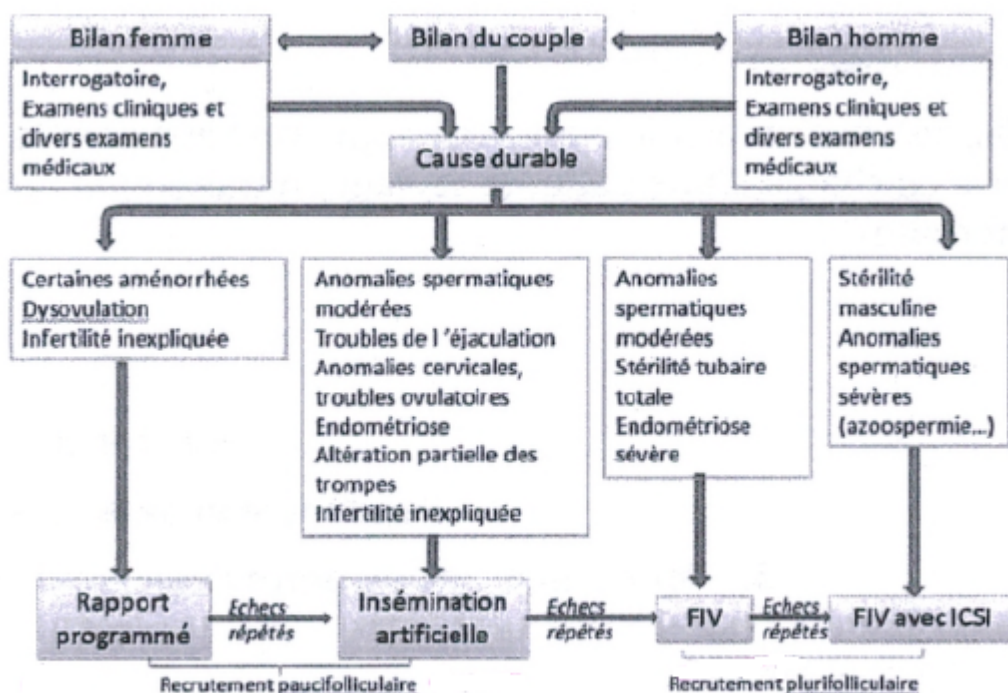 Bilan femme
Bilan du couple
Bilan homme
Interrogatoire,
Examens cliniques et
divers examens
médicaux
Interrogatoire,
Examens cliniques et
divers examens
médicaux
Cause durable
Certaines aménorrhées
Dysovulation
Infertilité inexpliquée
Anomalies spermatiques
modérées
Troubles de l 'éjaculation
Anomalies cervicales,
troubles ovulatoires
Endométriose
Altération partielle des
trompes
Infertilité inexpliquée
Anomalies
spermatiques
modérées
Stérilité tubaire
totale
Endométriose
sévère
Stérilité
masculine
Anomalies
spermatiques
sévères
(azoospermie...)
Rapport
programmé
Echecs
répétés
Insémination
artificielle
Echecs
répétés
FIV
Echecs
répétés
FIV avec ICSI
Recrutement paucifolliculaire
Recrutement plurifolliculaire